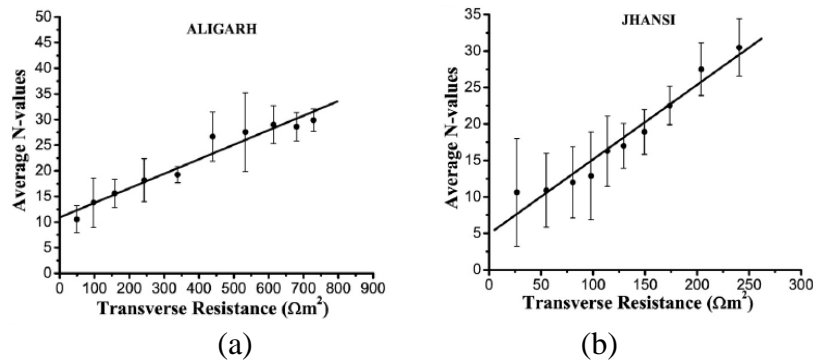 ALIGARH
Average N-values
50
45
40
35
30
25
20
15
10
5
0
0 100 200 300 400 500 600 700 800 900
Transverse Resistance (Ωm²)
(a)
JHANSI
Average N-values
35
30
25
20
15
10
5
0
0 50 100 150 200 250 300
Transverse Resistance (Ωm²)
(b)